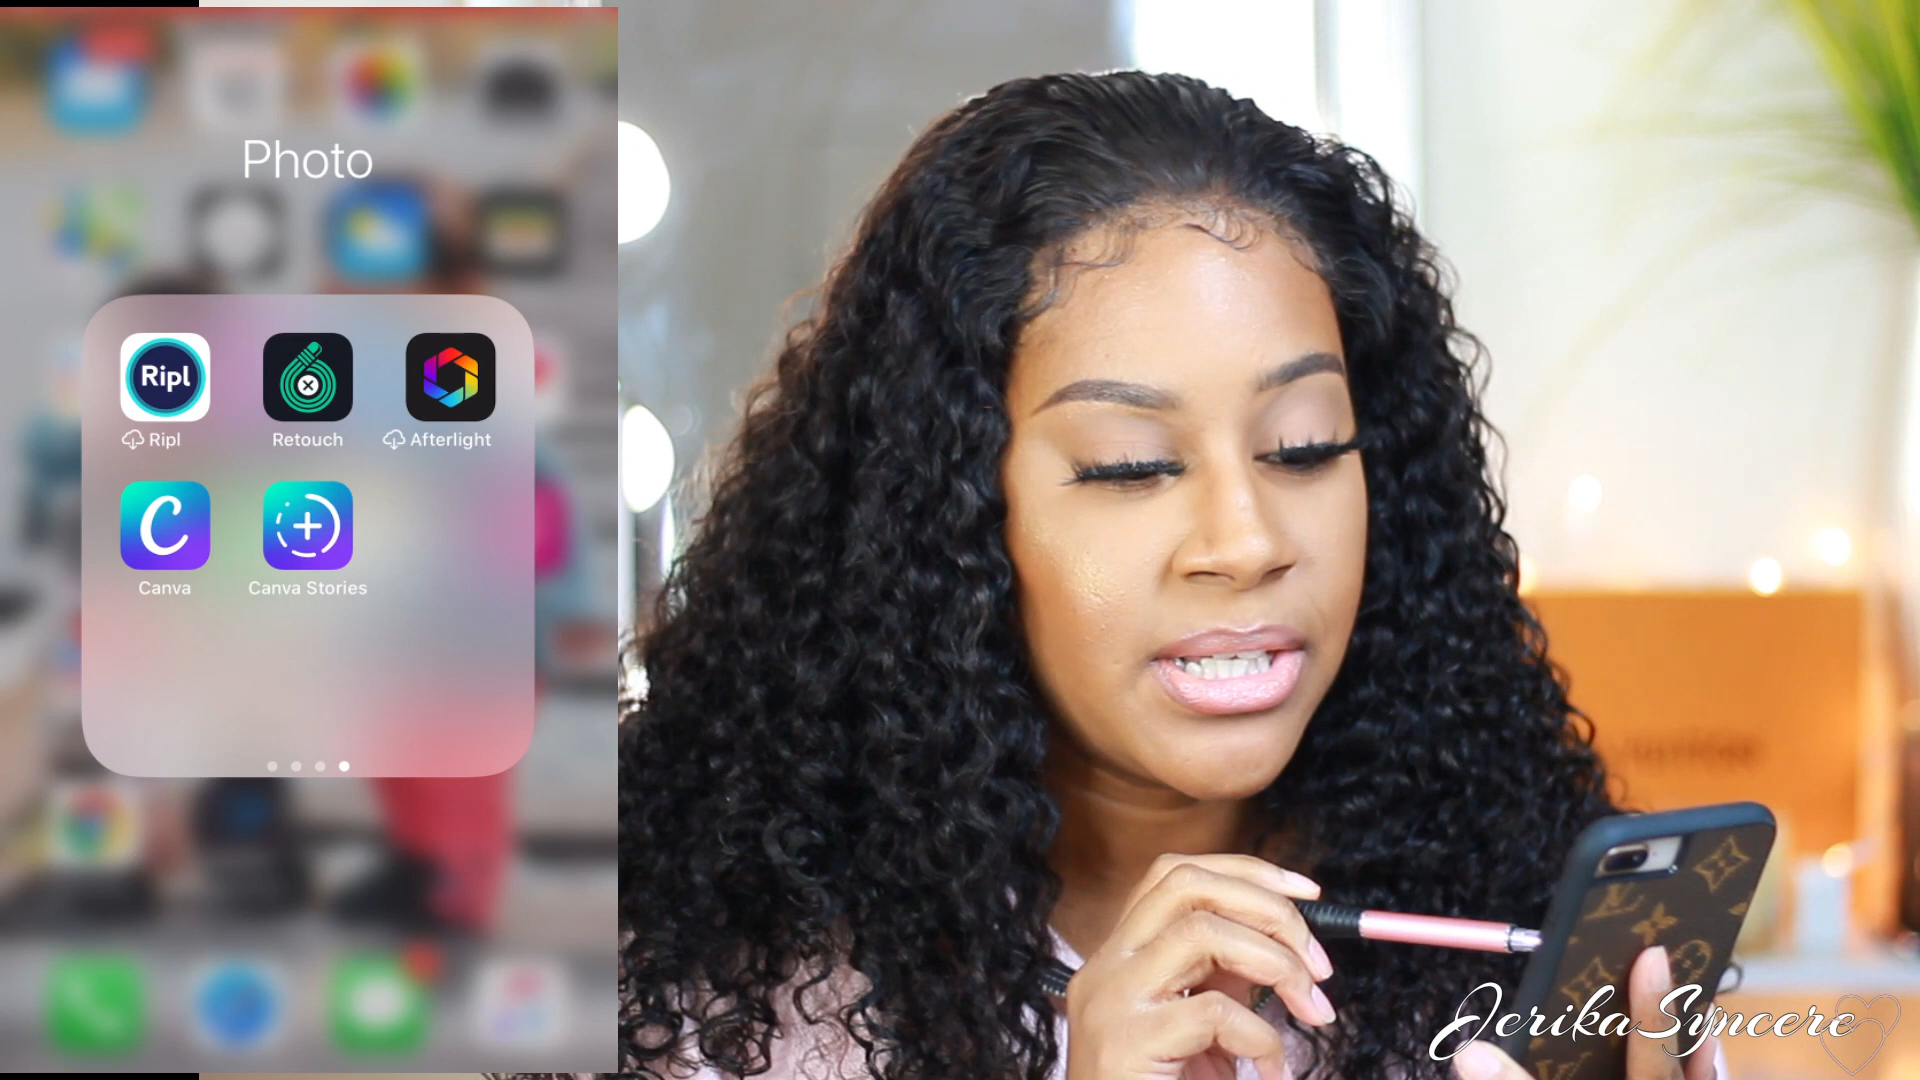 Photo
Ripl
Ripl
Retouch
Afterlight
C
Canva
Canva Stories
JerikaSyncere